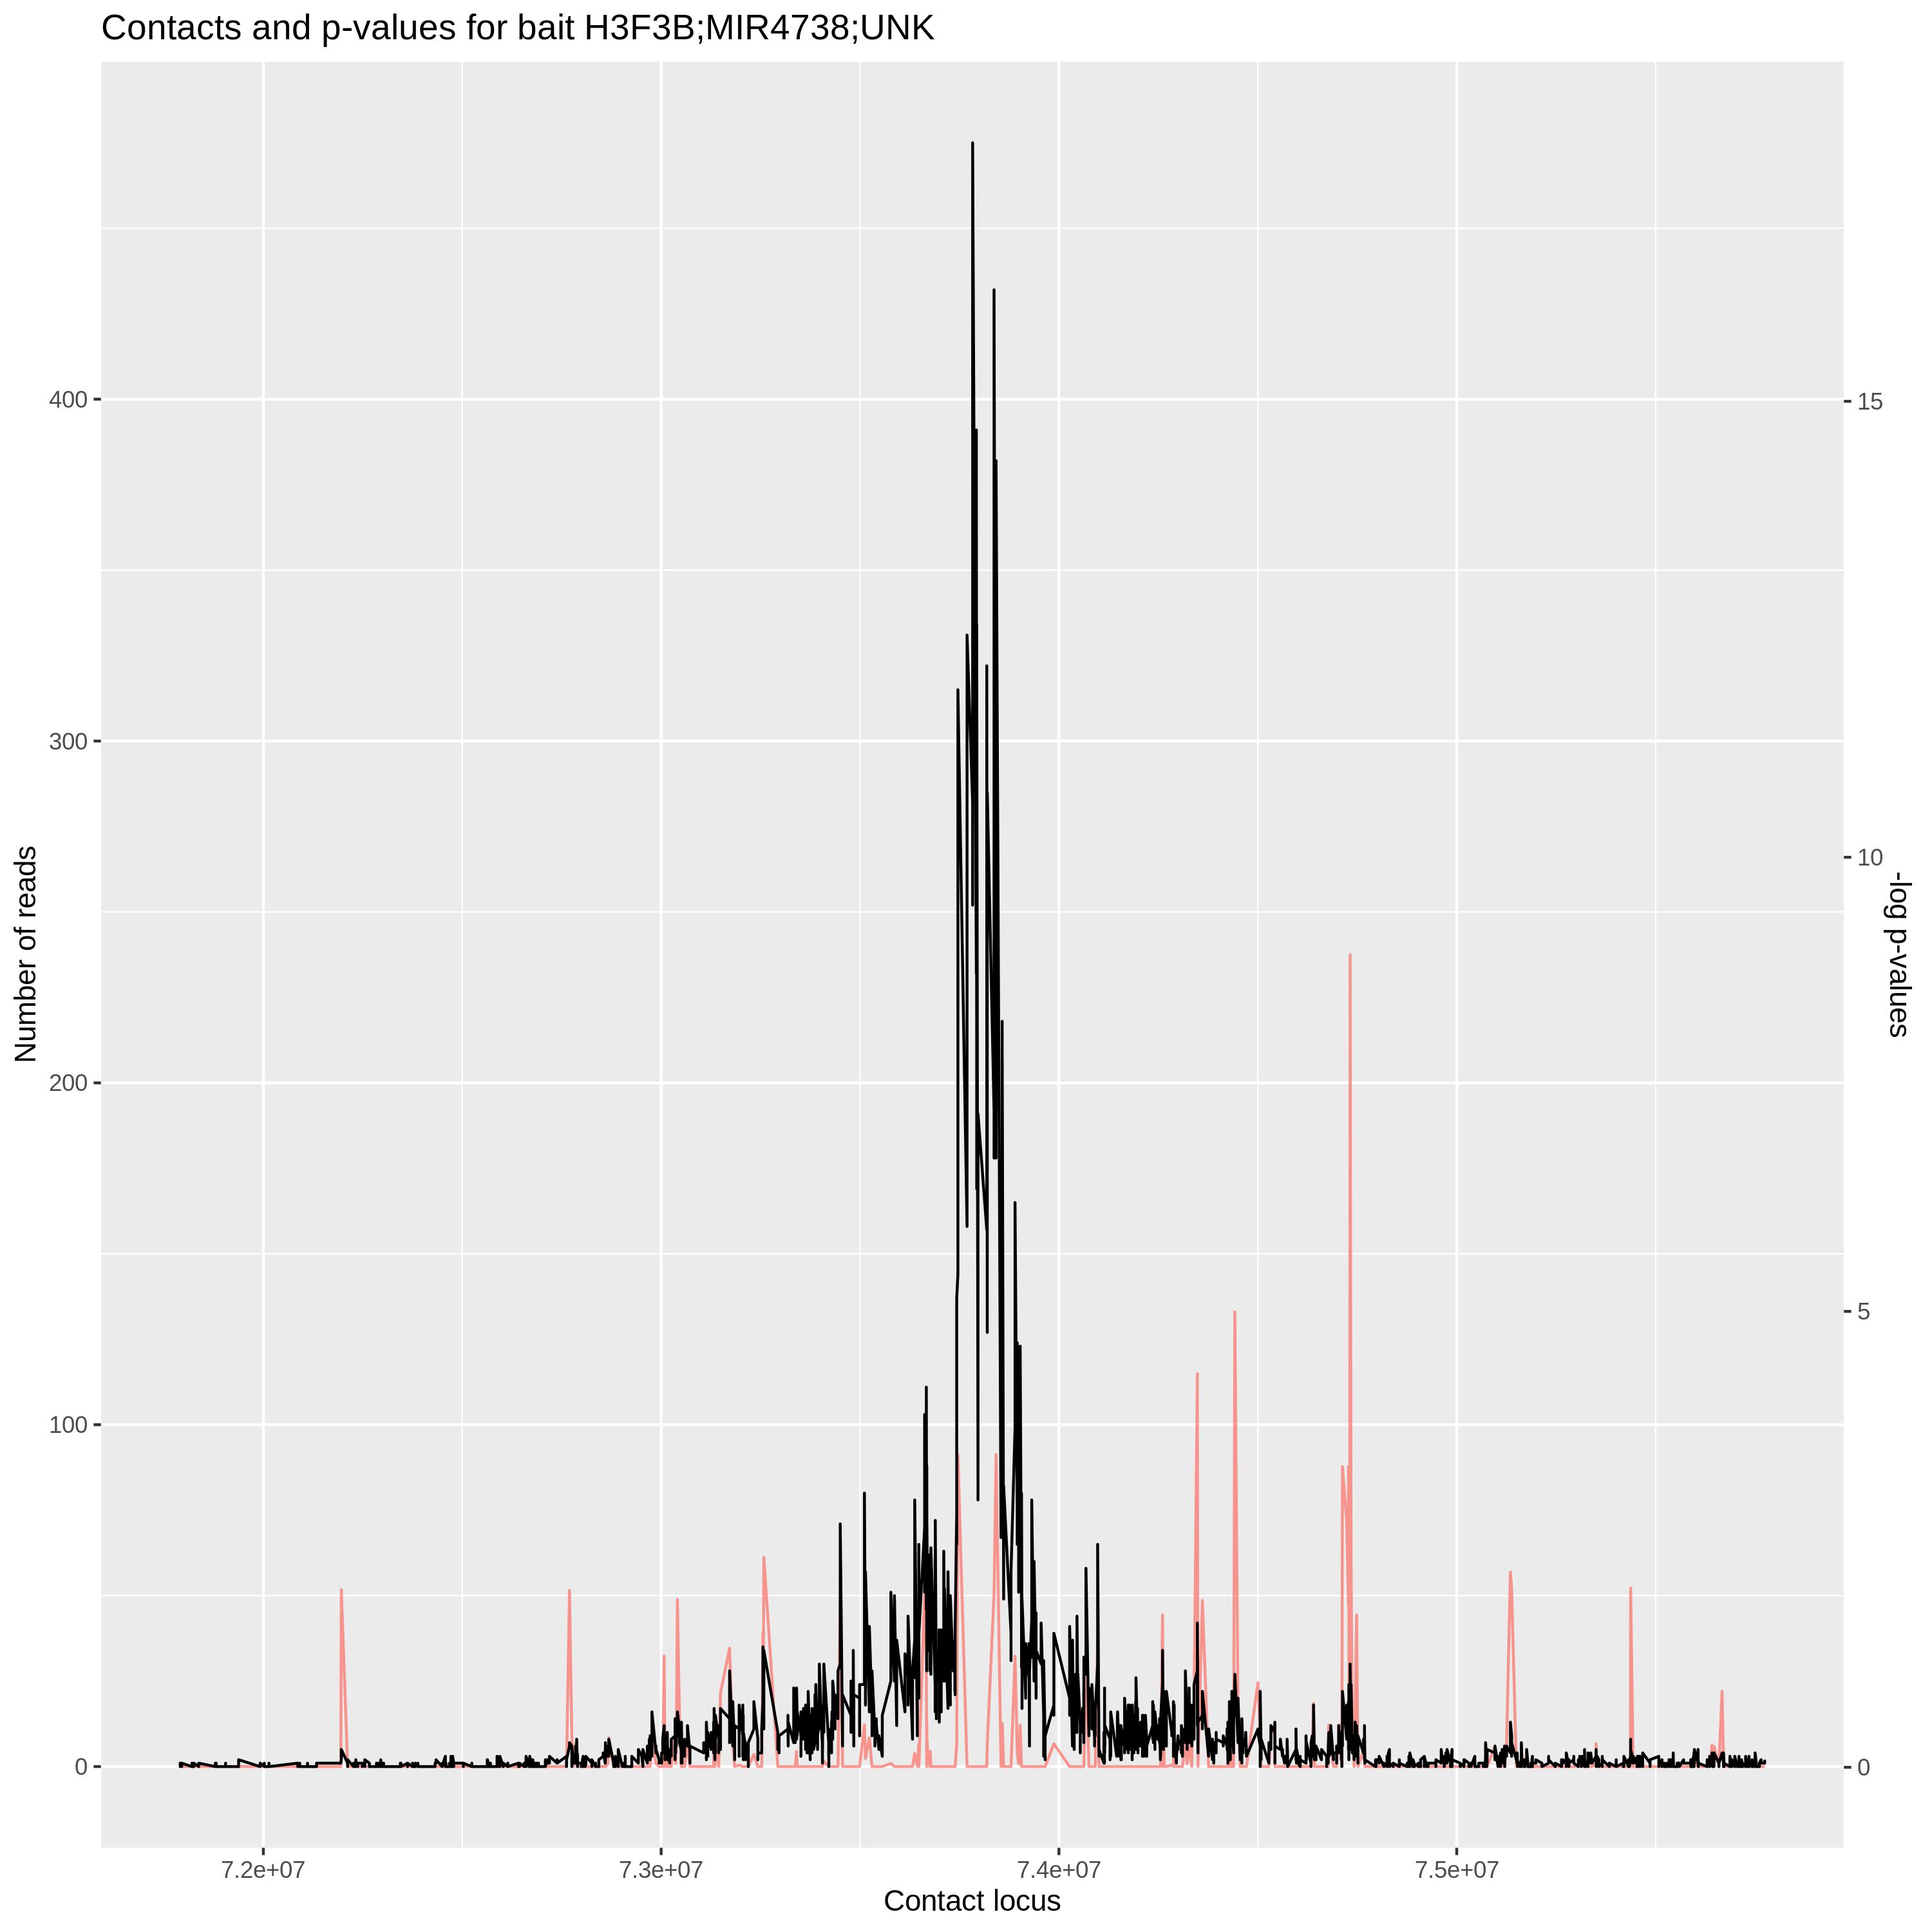 Contacts and p-values for bait H3F3B;MIR4738;UNK
400
300
200
100
0
Number of reads
15
10
5
0
-log p-values
7.2e+07
7.3e+07
7.4e+07
7.5e+07
Contact locus